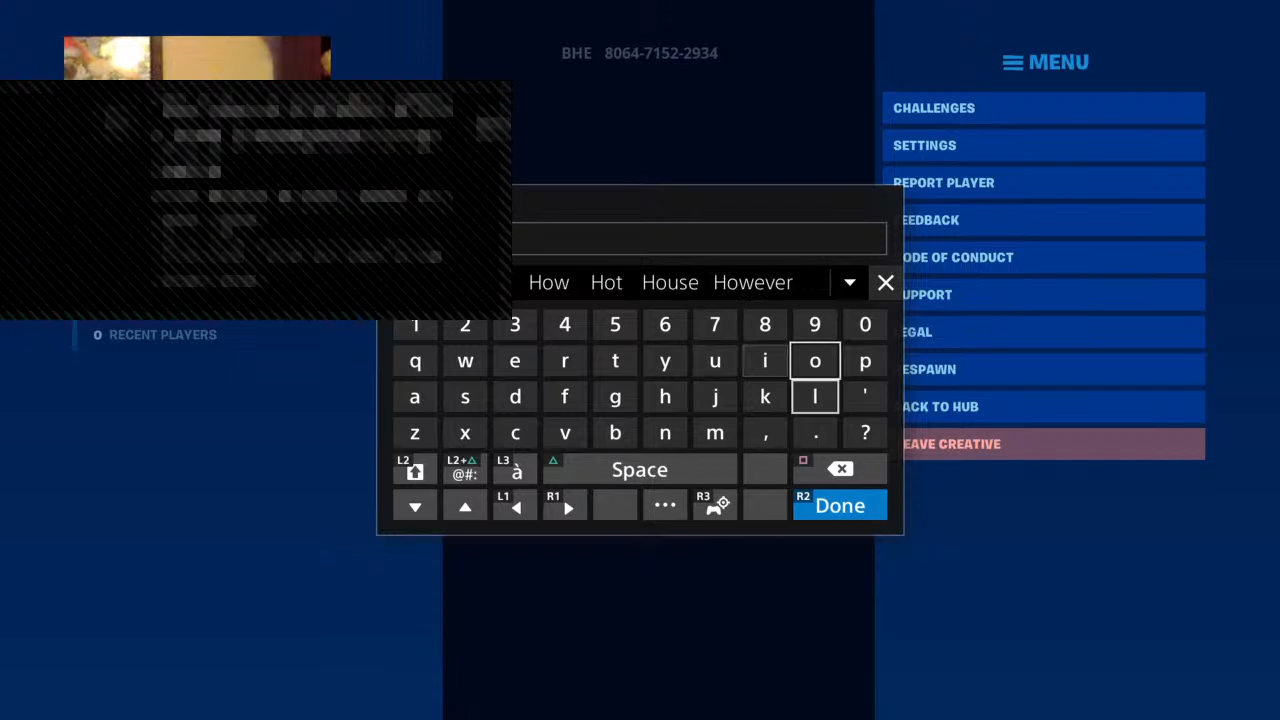 BHE 8064-7152-2934
MENU
CHALLENGES
SETTINGS
REPORT PLAYER
EEDBACK
ODE OF CONDUCT
UPPORT
EGAL
ESPAWN
ACK TO HUB
EAVE CREATIVE
0 RECENT PLAYERS
How Hot House However
1 2 3 4 5 6 7 8 9 0
q w e r t y u i o p
a s d f g h j k l '
z x c v b n m , . ?
L2 L2+△ @#: L3 à △ Space
L1 R1 ... R3 R2 Done